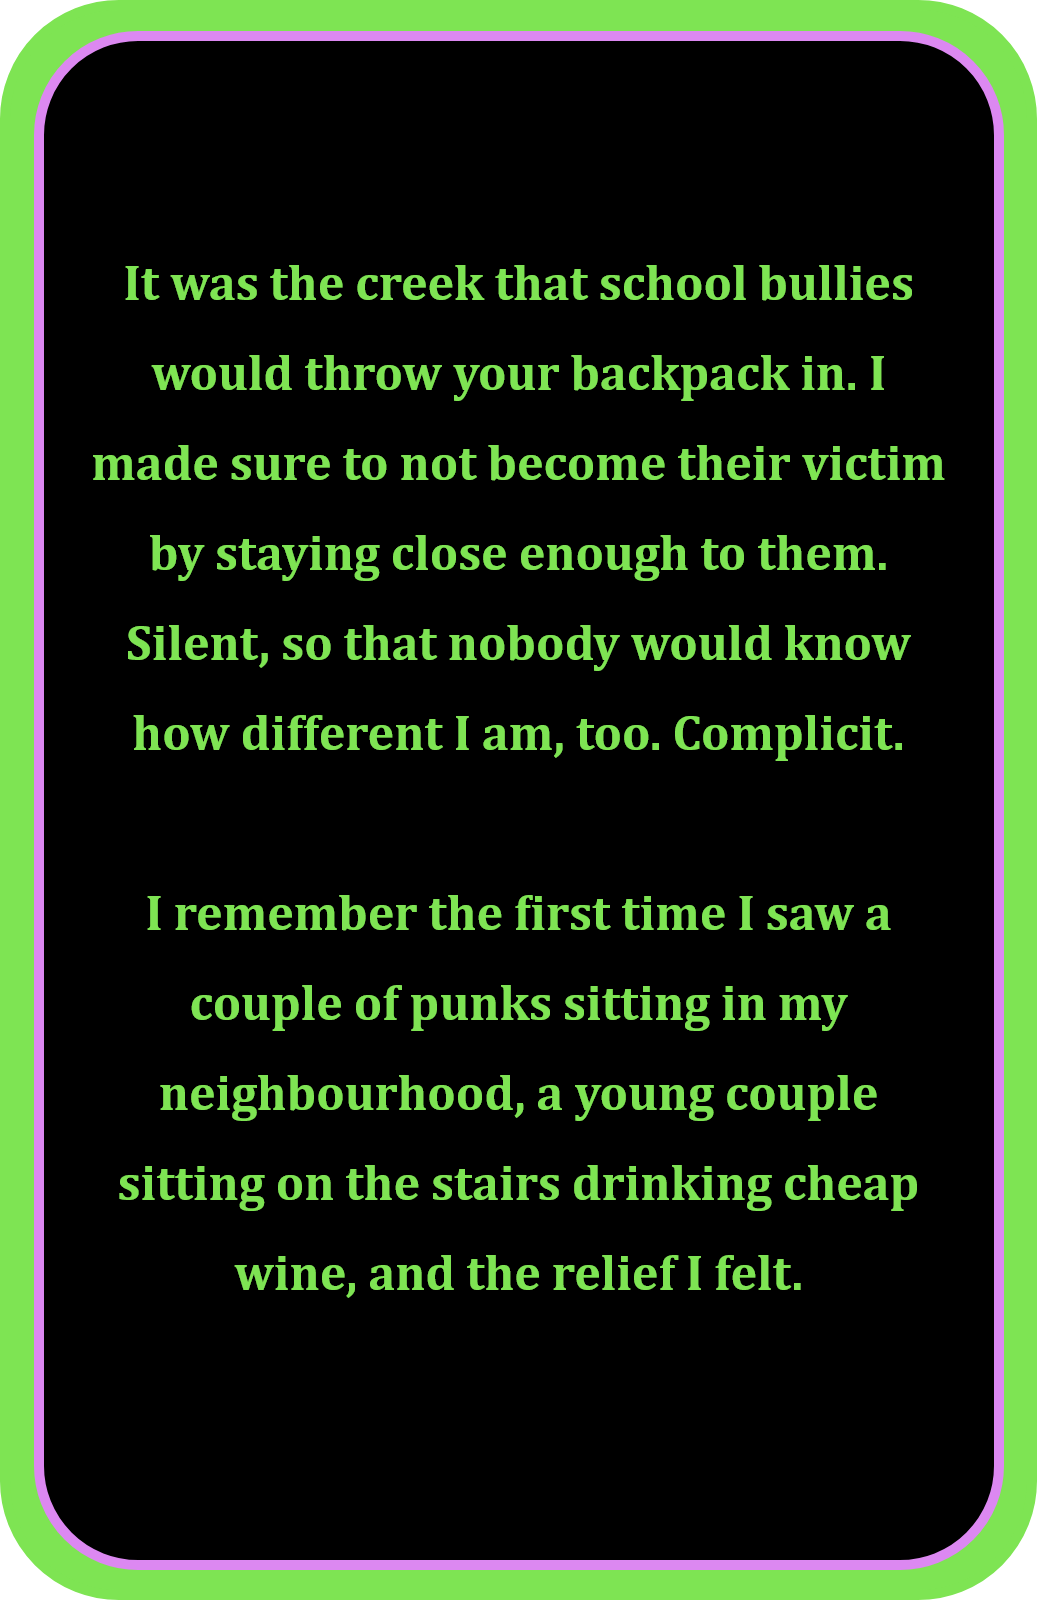 It was the creek that school bullies
would throw your backpack in. I
made sure to not become their victim
by staying close enough to them.
Silent, so that nobody would know
how different I am, too. Complicit.
I remember the first time I saw a
couple of punks sitting in my
neighbourhood, a young couple
sitting on the stairs drinking cheap
wine, and the relief I felt.